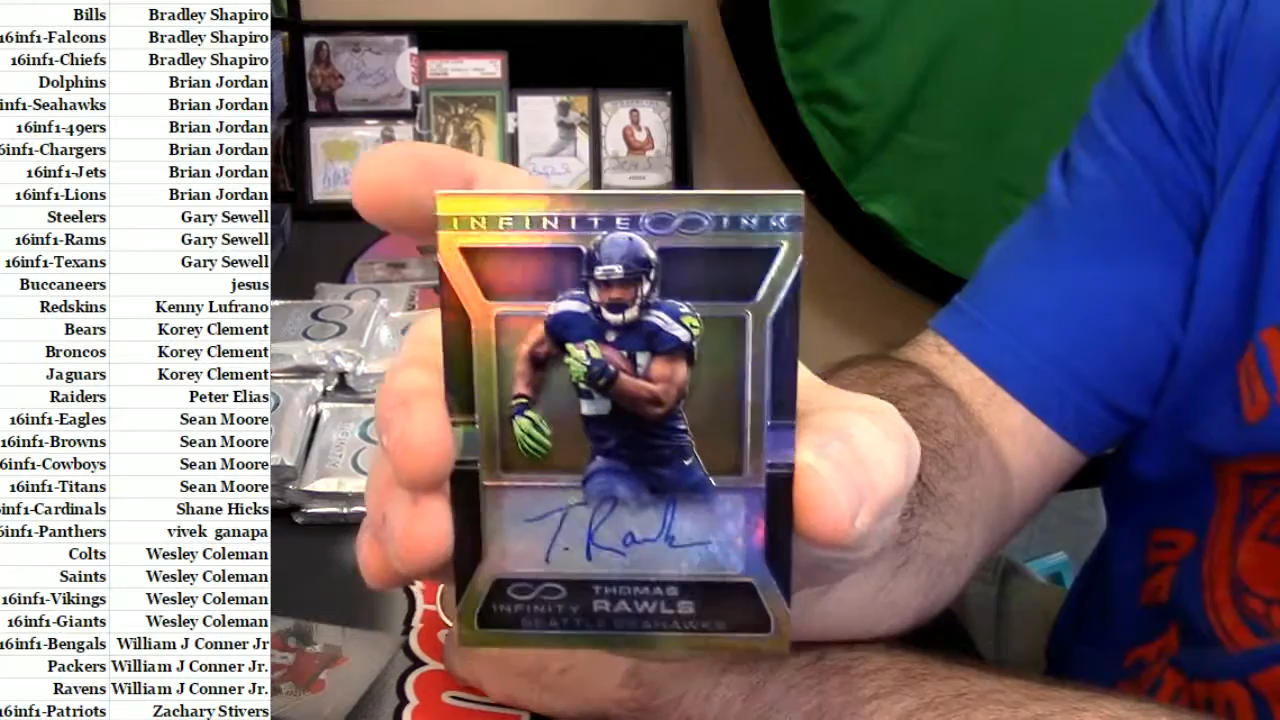 Bills Bradley Shapiro
16inf1-Falcons Bradley Shapiro
16inf1-Chiefs Bradley Shapiro
Dolphins Brian Jordan
inf1-Seahawks Brian Jordan
16inf1-49ers Brian Jordan
6inf1-Chargers Brian Jordan
16inf1-Jets Brian Jordan
16inf1-Lions Brian Jordan
Steelers Gary Sewell
16inf1-Rams Gary Sewell
16inf1-Texans Gary Sewell
Buccaneers jesus
Redskins Kenny Lufrano
Bears Korey Clement
Broncos Korey Clement
Jaguars Korey Clement
Raiders Peter Elias
16inf1-Eagles Sean Moore
16inf1-Browns Sean Moore
6inf1-Cowboys Sean Moore
16inf1-Titans Sean Moore
inf1-Cardinals Shane Hicks
6inf1-Panthers vivek ganapa
Colts Wesley Coleman
Saints Wesley Coleman
16inf1-Vikings Wesley Coleman
16inf1-Giants Wesley Coleman
16inf1-Bengals William J Conner Jr
Packers William J Conner Jr.
Ravens William J Conner Jr.
16inf1-Patriots Zachary Stivers
INFINITE INK
T. Rawls
THOMAS
INFINITY RAWLS
SEATTLE SEAHAWKS